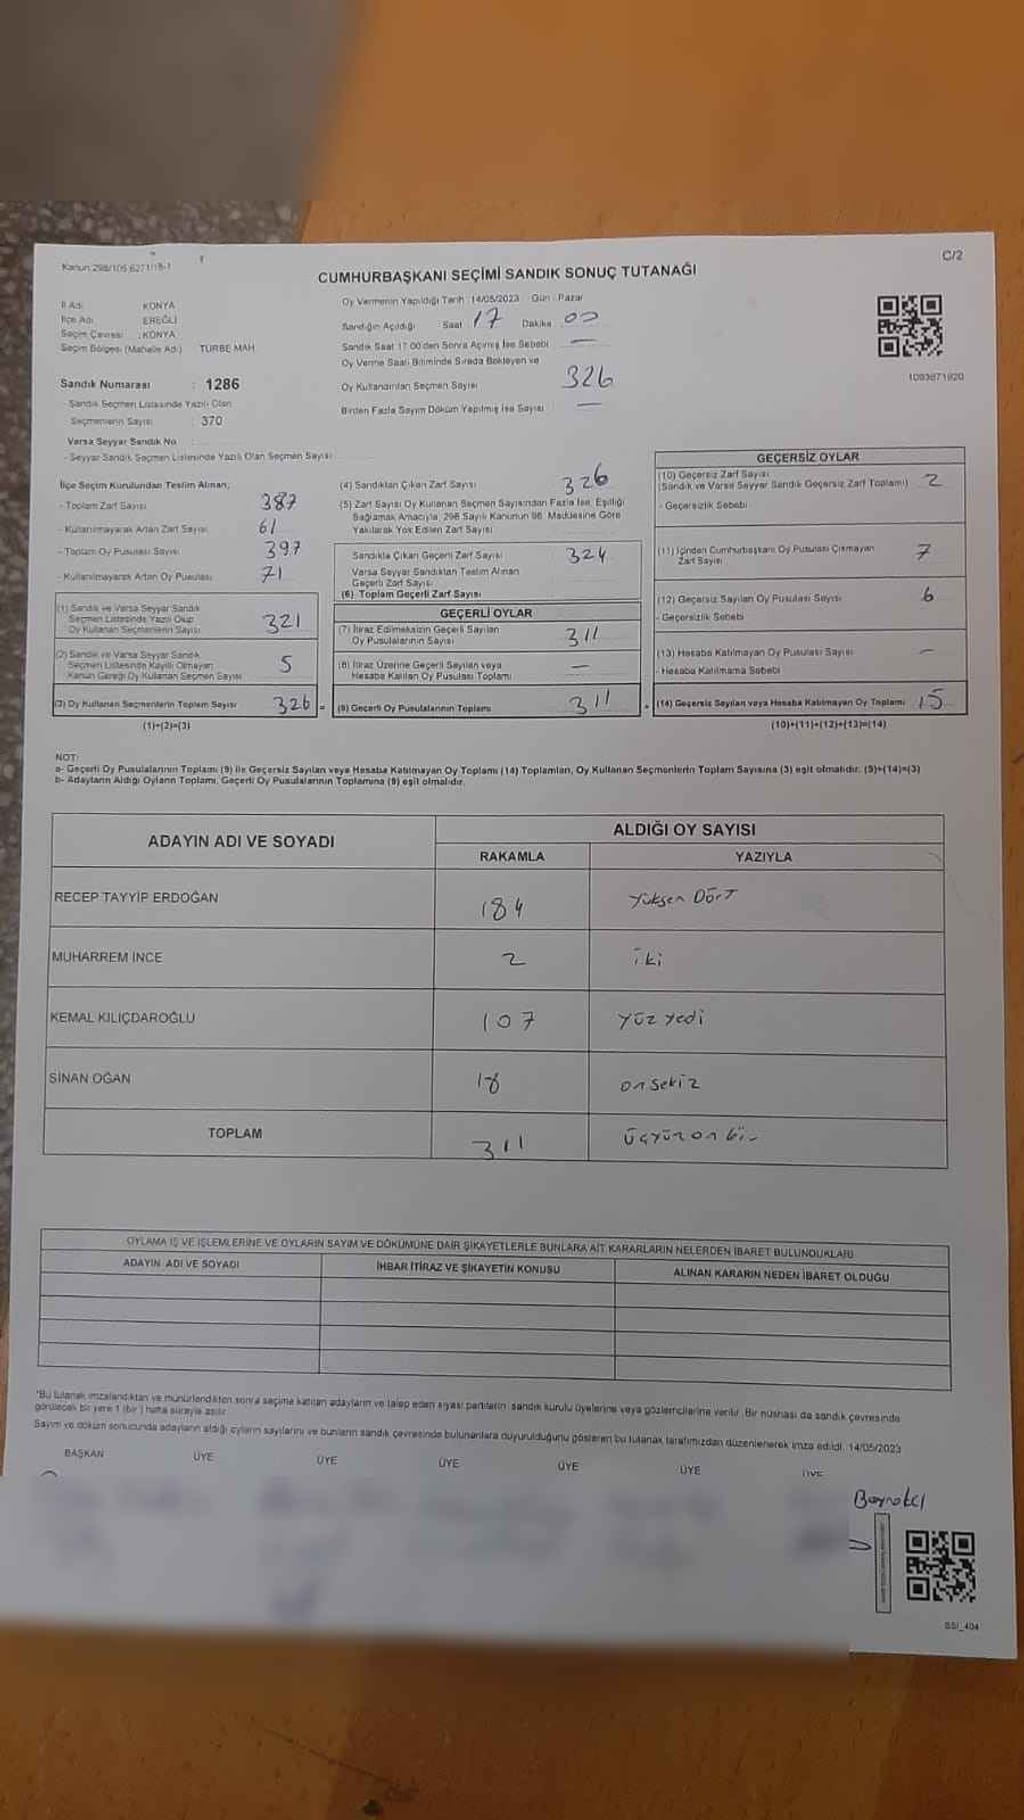 Kanun:298/105,6271/18-1
C/2
CUMHURBAŞKANI SEÇİMİ SANDIK SONUÇ TUTANAĞI
İl Adı : KONYA
İlçe Adı : EREĞLİ
Seçim Çevresi : KONYA
Seçim Bölgesi (Mahalle Adı) TÜRBE MAH
Sandık Numarası : 1286
- Sandık Seçmen Listesinde Yazılı Olan
Seçmenlerin Sayısı : 370
Varsa Seyyar Sandık No :
- Seyyar Sandık Seçmen Listesinde Yazılı Olan Seçmen Sayısı
Oy Vermenin Yapıldığı Tarih :14/05/2023 Gün : Pazar
Sandığın Açıldığı Saat 17 Dakika : 00
Sandık Saat 17.00'den Sonra Açılmış İse Sebebi —
Oy Verme Saati Bitiminde Sırada Bekleyen ve
Oy Kullandırılan Seçmen Sayısı 326
Birden Fazla Sayım Döküm Yapılmış İse Sayısı —
1093871920
İlçe Seçim Kurulundan Teslim Alınan;
- Toplam Zarf Sayısı 387
- Kullanılmayarak Artan Zarf Sayısı 61
- Toplam Oy Pusulası Sayısı 397
- Kullanılmayarak Artan Oy Pusulası 71
(1) Sandık ve Varsa Seyyar Sandık
Seçmen Listesinde Yazılı Olup
Oy Kullanan Seçmenlerin Sayısı 321
(2) Sandık ve Varsa Seyyar Sandık
Seçmen Listesinde Kayıtlı Olmayan
Kanun Gereği Oy Kullanan Seçmen Sayısı 5
(3) Oy Kullanan Seçmenlerin Toplam Sayısı 326 =
(1)+(2)=(3)
(4) Sandıktan Çıkan Zarf Sayısı 326
(5) Zarf Sayısı Oy Kullanan Seçmen Sayısından Fazla İse, Eşitliği
Sağlamak Amacıyla, 298 Sayılı Kanunun 98. Maddesine Göre
Yakılarak Yok Edilen Zarf Sayısı
Sandıkta Çıkan Geçerli Zarf Sayısı 324
Varsa Seyyar Sandıktan Teslim Alınan
Geçerli Zarf Sayısı
(6) Toplam Geçerli Zarf Sayısı
GEÇERLİ OYLAR
(7) İtiraz Edilmeksizin Geçerli Sayılan
Oy Pusulalarının Sayısı 311
(8) İtiraz Üzerine Geçerli Sayılan veya
Hesaba Katılan Oy Pusulası Toplamı —
(9) Geçerli Oy Pusulalarının Toplamı 311 +
GEÇERSİZ OYLAR
(10) Geçersiz Zarf Sayısı
(Sandık ve Varsa Seyyar Sandık Geçersiz Zarf Toplamı) 2
- Geçersizlik Sebebi
(11) İçinden Cumhurbaşkanı Oy Pusulası Çıkmayan
Zarf Sayısı 7
(12) Geçersiz Sayılan Oy Pusulası Sayısı 6
- Geçersizlik Sebebi
(13) Hesaba Katılmayan Oy Pusulası Sayısı –
- Hesaba Katılmama Sebebi
(14) Geçersiz Sayılan veya Hesaba Katılmayan Oy Toplamı 15
(10)+(11)+(12)+(13)=(14)
NOT:
a- Geçerli Oy Pusulalarının Toplamı (9) ile Geçersiz Sayılan veya Hesaba Katılmayan Oy Toplamı (14) Toplamları, Oy Kullanan Seçmenlerin Toplam Sayısına (3) eşit olmalıdır. (9)+(14)=(3)
b- Adayların Aldığı Oyların Toplamı, Geçerli Oy Pusulalarının Toplamına (9) eşit olmalıdır.
ADAYIN ADI VE SOYADI
ALDIĞI OY SAYISI
RAKAMLA YAZIYLA
RECEP TAYYİP ERDOĞAN 184 Yüksen Dört
MUHARREM İNCE 2 iki
KEMAL KILIÇDAROĞLU 107 yüz yedi
SİNAN OĞAN 18 onsekiz
TOPLAM 311 üçyüz on bir
OYLAMA İŞ VE İŞLEMLERİNE VE OYLARIN SAYIM VE DÖKÜMÜNE DAİR ŞİKAYETLERLE BUNLARA AİT KARARLARIN NELERDEN İBARET BULUNDUKLARI
ADAYIN ADI VE SOYADI İHBAR İTİRAZ VE ŞİKAYETİN KONUSU ALINAN KARARIN NEDEN İBARET OLDUĞU
*Bu tutanak imzalandıktan ve mühürlendikten sonra seçime katılan adayların ve talep eden siyasi partilerin sandık kurulu üyelerine veya gözlemcilerine verilir. Bir nüshası da sandık çevresinde
görülecek bir yere 1 (bir) hafta süreyle asılır.
Sayım ve döküm sonucunda adayların aldığı oyların sayılarını ve bunların sandık çevresinde bulunanlara duyurulduğunu gösteren bu tutanak tarafımızdan düzenlenerek imza edildi. 14/05/2023
BAŞKAN ÜYE ÜYE ÜYE ÜYE ÜYE ÜYE
SSI_404